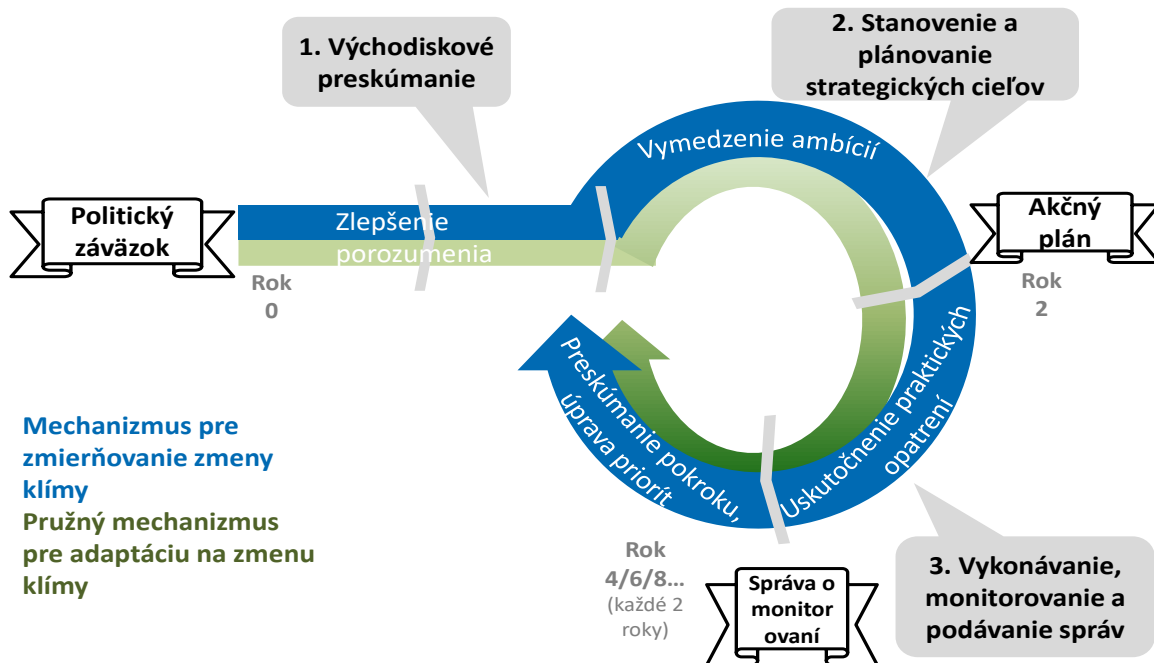 1. Východiskové
preskúmanie
2. Stanovenie a
plánovanie
strategických cieľov
Vymedzenie ambícií
Politický
záväzok
Zlepšenie
porozumenia
Akčný
plán
Rok
0
Rok
2
Preskúmanie pokroku,
úprava priorít
Uskutočnenie praktických
opatrení
Mechanizmus pre
zmierňovanie zmeny
klímy
Pružný mechanizmus
pre adaptáciu na zmenu
klímy
Rok
4/6/8...
(každé 2
roky)
Správa o
monitor
ovaní
3. Vykonávanie,
monitorovanie a
podávanie správ